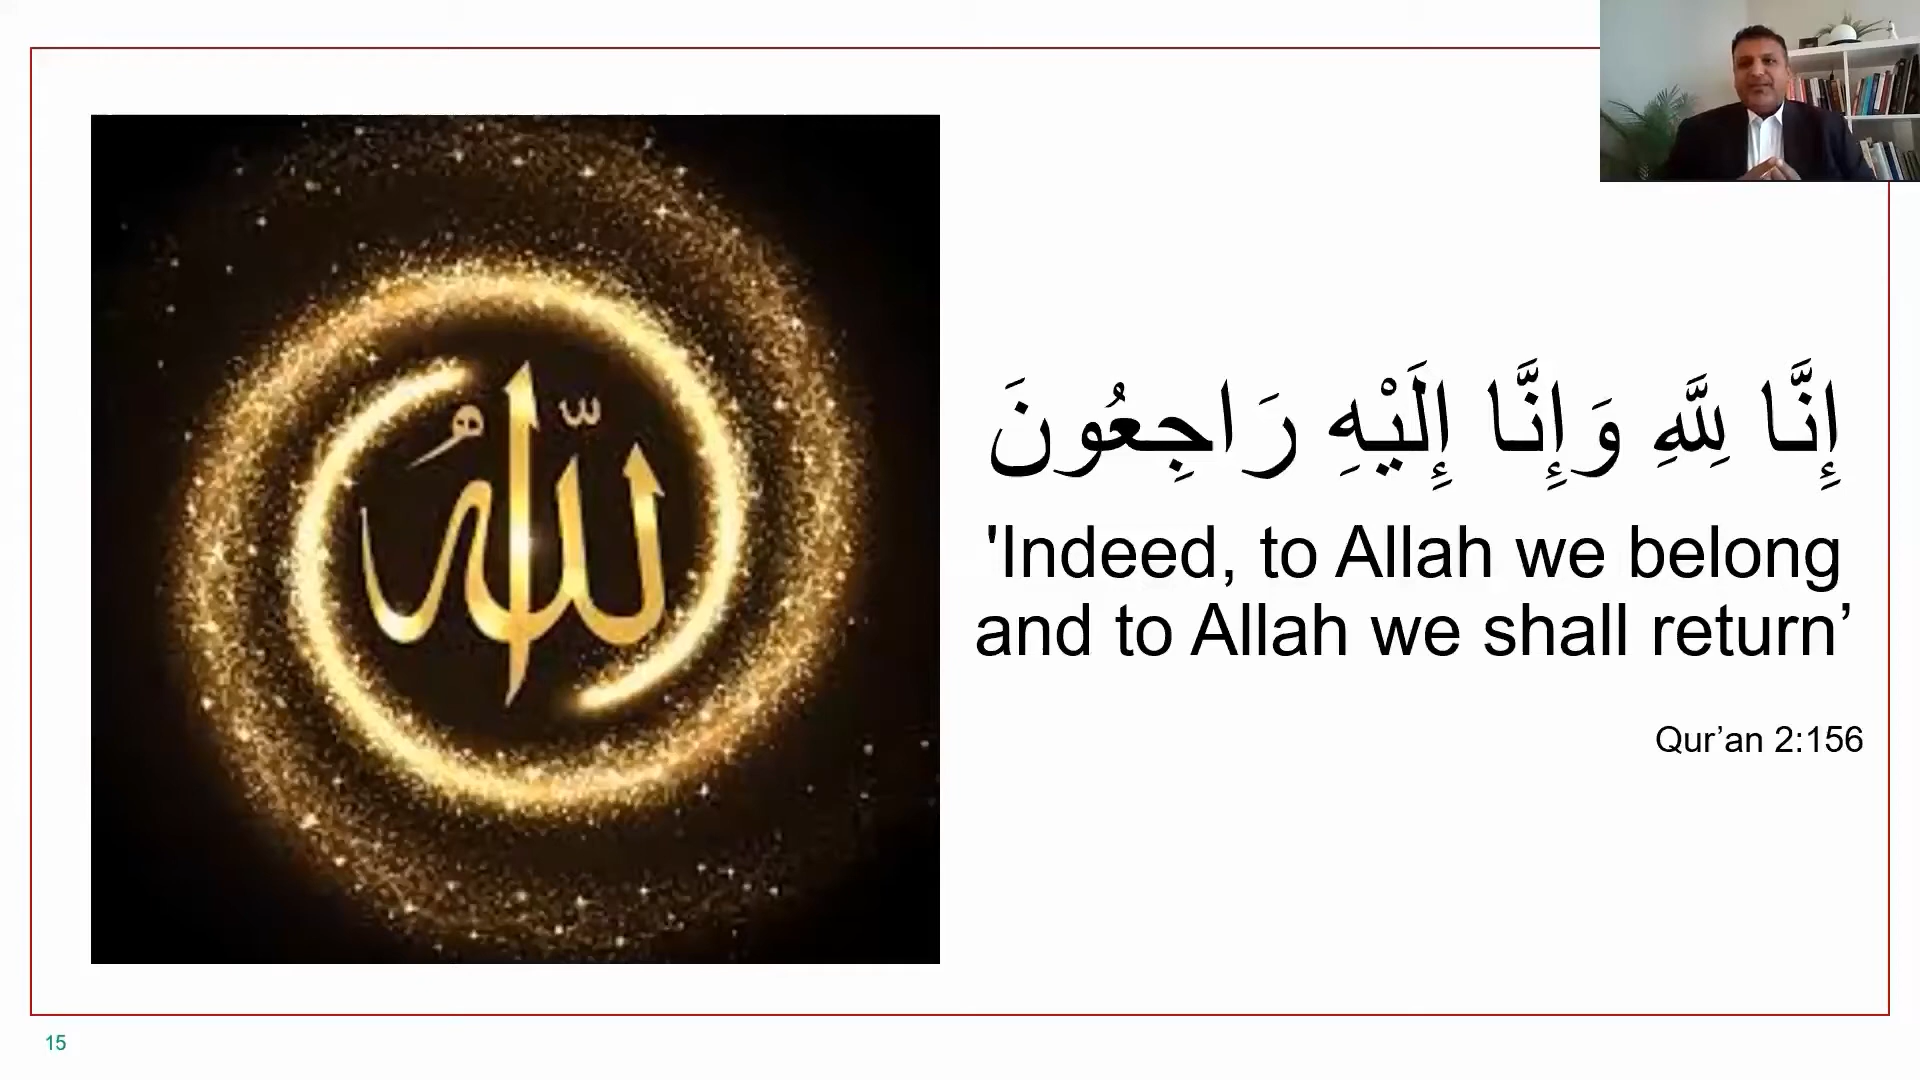 اللهُ
إِنَّا لِلَّهِ وَإِنَّا إِلَيْهِ رَاجِعُونَ
'Indeed, to Allah we belong
and to Allah we shall return’
Qur’an 2:156
15